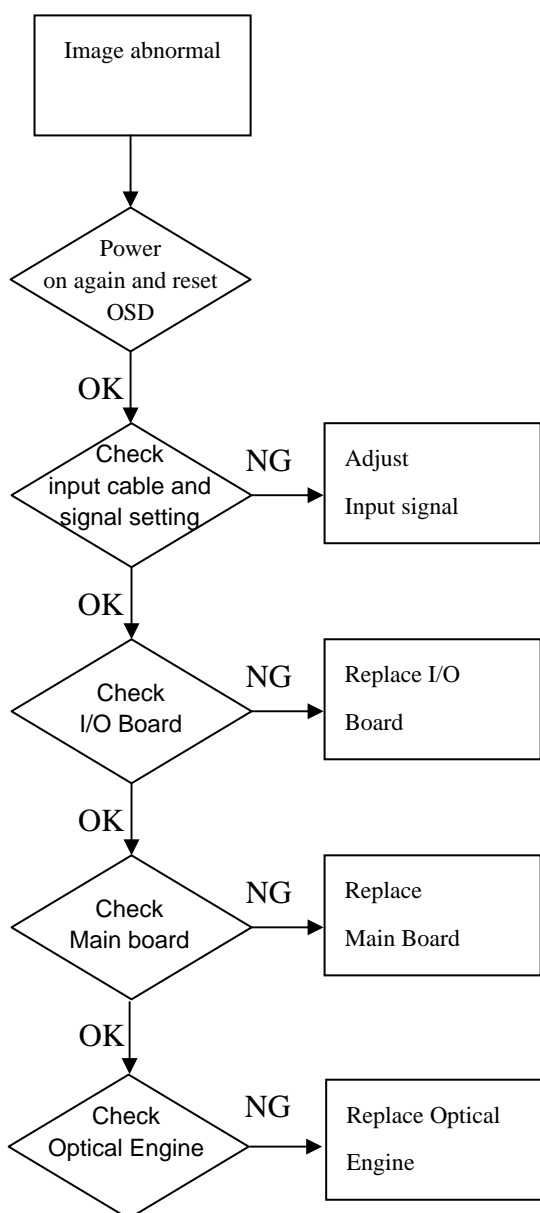 Image abnormal
Power
on again and reset
OSD
OK
Check
input cable and
signal setting
NG
Adjust
Input signal
OK
Check
I/O Board
NG
Replace I/O
Board
OK
Check
Main board
NG
Replace
Main Board
OK
Check
Optical Engine
NG
Replace Optical
Engine